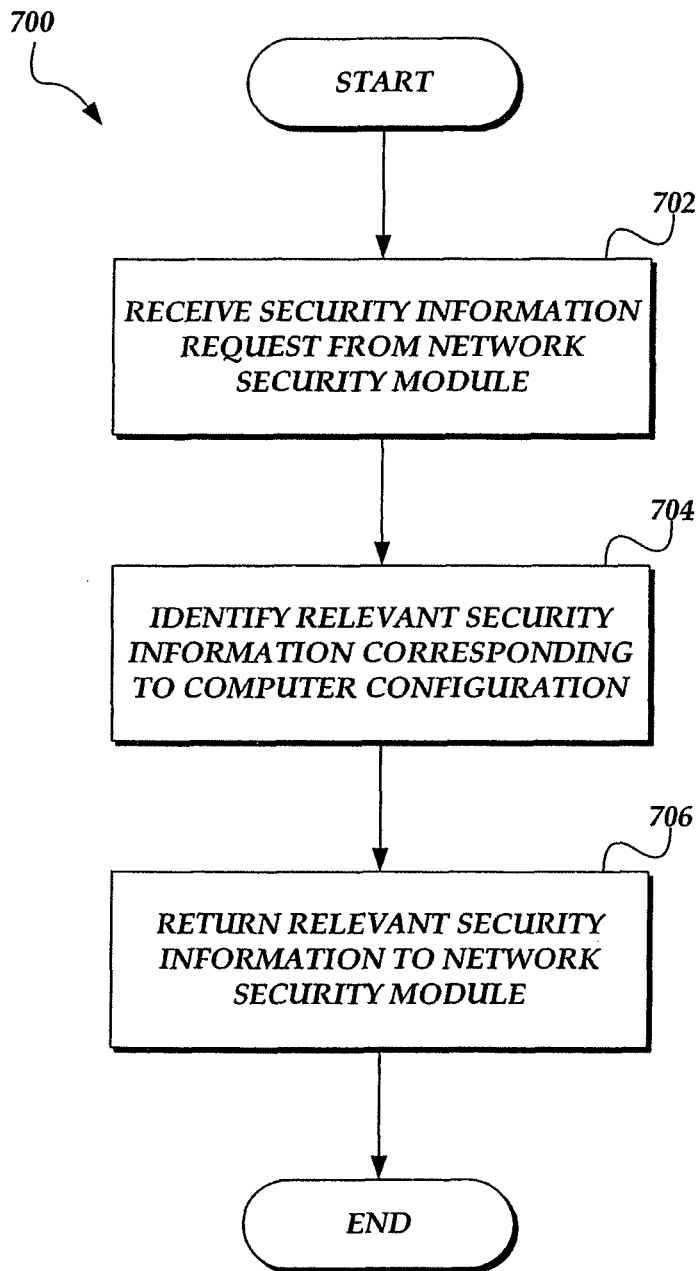 700
START
702
RECEIVE SECURITY INFORMATION
REQUEST FROM NETWORK
SECURITY MODULE
704
IDENTIFY RELEVANT SECURITY
INFORMATION CORRESPONDING
TO COMPUTER CONFIGURATION
706
RETURN RELEVANT SECURITY
INFORMATION TO NETWORK
SECURITY MODULE
END